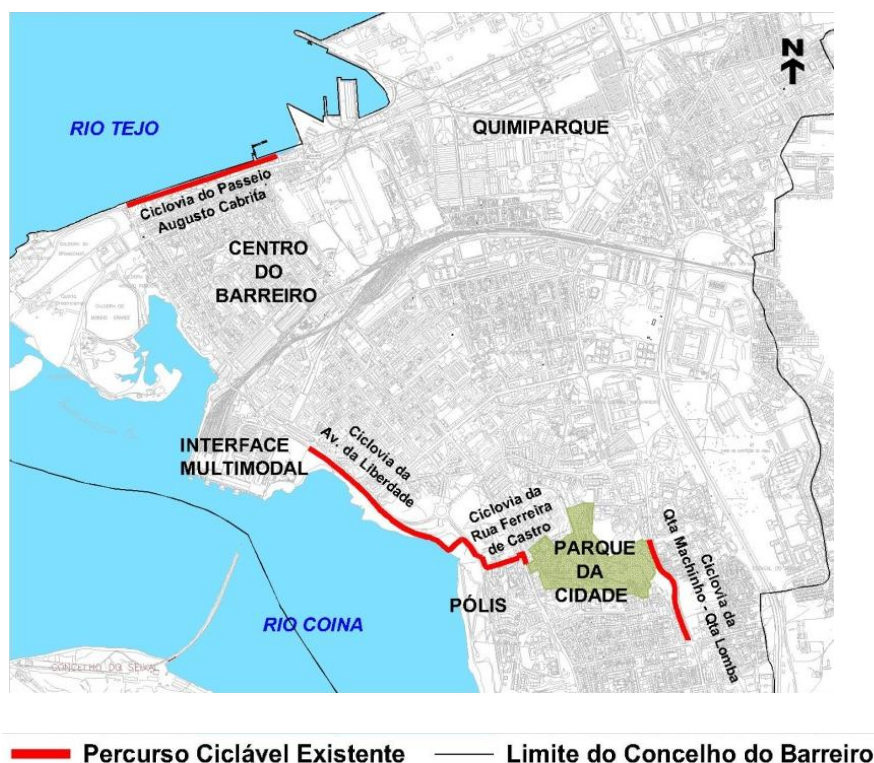 N
RIO TEJO
QUIMIPARQUE
Ciclovia do Passeio
Augusto Cabrita
CENTRO
DO
BARREIRO
INTERFACE
MULTIMODAL
Ciclovia da
Av. da Liberdade
Ciclovia da
Rua Ferreira
de Castro
PARQUE
DA
CIDADE
Ciclovia da
Qta Machinho - Qta Lomba
PÓLIS
RIO COINA
CONCELHO DO SEIXAL
Percurso Ciclável Existente
Limite do Concelho do Barreiro